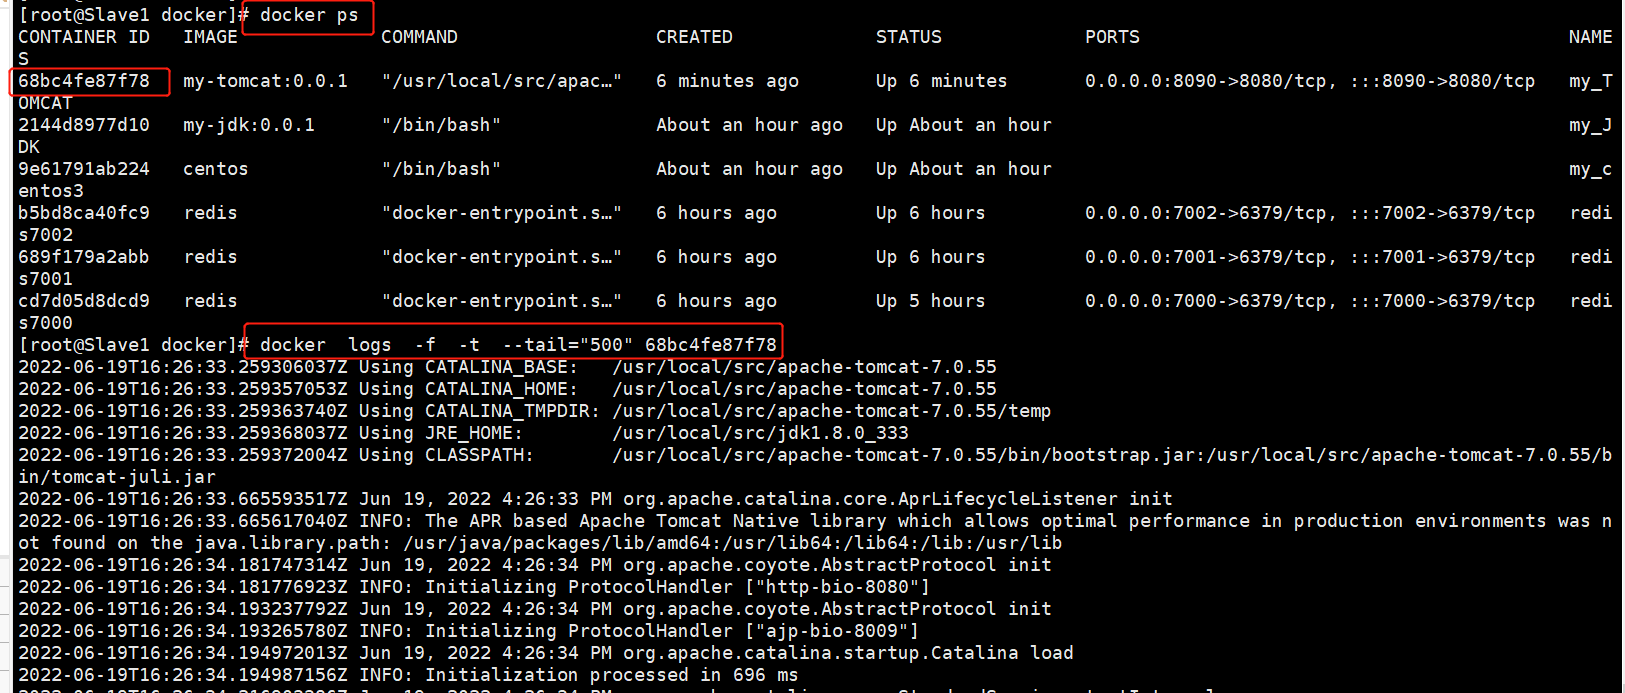 [root@Slave1 docker]# docker ps
CONTAINER ID   IMAGE             COMMAND                  CREATED             STATUS             PORTS                                       NAME
S
68bc4fe87f78   my-tomcat:0.0.1   "/usr/local/src/apac…"   6 minutes ago       Up 6 minutes       0.0.0.0:8090->8080/tcp, :::8090->8080/tcp   my_T
OMCAT
2144d8977d10   my-jdk:0.0.1      "/bin/bash"              About an hour ago   Up About an hour                                               my_J
DK
9e61791ab224   centos            "/bin/bash"              About an hour ago   Up About an hour                                               my_c
entos3
b5bd8ca40fc9   redis             "docker-entrypoint.s…"   6 hours ago         Up 6 hours         0.0.0.0:7002->6379/tcp, :::7002->6379/tcp   redi
s7002
689f179a2abb   redis             "docker-entrypoint.s…"   6 hours ago         Up 6 hours         0.0.0.0:7001->6379/tcp, :::7001->6379/tcp   redi
s7001
cd7d05d8dcd9   redis             "docker-entrypoint.s…"   6 hours ago         Up 5 hours         0.0.0.0:7000->6379/tcp, :::7000->6379/tcp   redi
s7000
[root@Slave1 docker]# docker  logs  -f  -t  --tail="500" 68bc4fe87f78
2022-06-19T16:26:33.259306037Z Using CATALINA_BASE:   /usr/local/src/apache-tomcat-7.0.55
2022-06-19T16:26:33.259357053Z Using CATALINA_HOME:   /usr/local/src/apache-tomcat-7.0.55
2022-06-19T16:26:33.259363740Z Using CATALINA_TMPDIR: /usr/local/src/apache-tomcat-7.0.55/temp
2022-06-19T16:26:33.259368037Z Using JRE_HOME:        /usr/local/src/jdk1.8.0_333
2022-06-19T16:26:33.259372004Z Using CLASSPATH:       /usr/local/src/apache-tomcat-7.0.55/bin/bootstrap.jar:/usr/local/src/apache-tomcat-7.0.55/b
in/tomcat-juli.jar
2022-06-19T16:26:33.665593517Z Jun 19, 2022 4:26:33 PM org.apache.catalina.core.AprLifecycleListener init
2022-06-19T16:26:33.665617040Z INFO: The APR based Apache Tomcat Native library which allows optimal performance in production environments was n
ot found on the java.library.path: /usr/java/packages/lib/amd64:/usr/lib64:/lib64:/lib:/usr/lib
2022-06-19T16:26:34.181747314Z Jun 19, 2022 4:26:34 PM org.apache.coyote.AbstractProtocol init
2022-06-19T16:26:34.181776923Z INFO: Initializing ProtocolHandler ["http-bio-8080"]
2022-06-19T16:26:34.193237792Z Jun 19, 2022 4:26:34 PM org.apache.coyote.AbstractProtocol init
2022-06-19T16:26:34.193265780Z INFO: Initializing ProtocolHandler ["ajp-bio-8009"]
2022-06-19T16:26:34.194972013Z Jun 19, 2022 4:26:34 PM org.apache.catalina.startup.Catalina load
2022-06-19T16:26:34.194987156Z INFO: Initialization processed in 696 ms